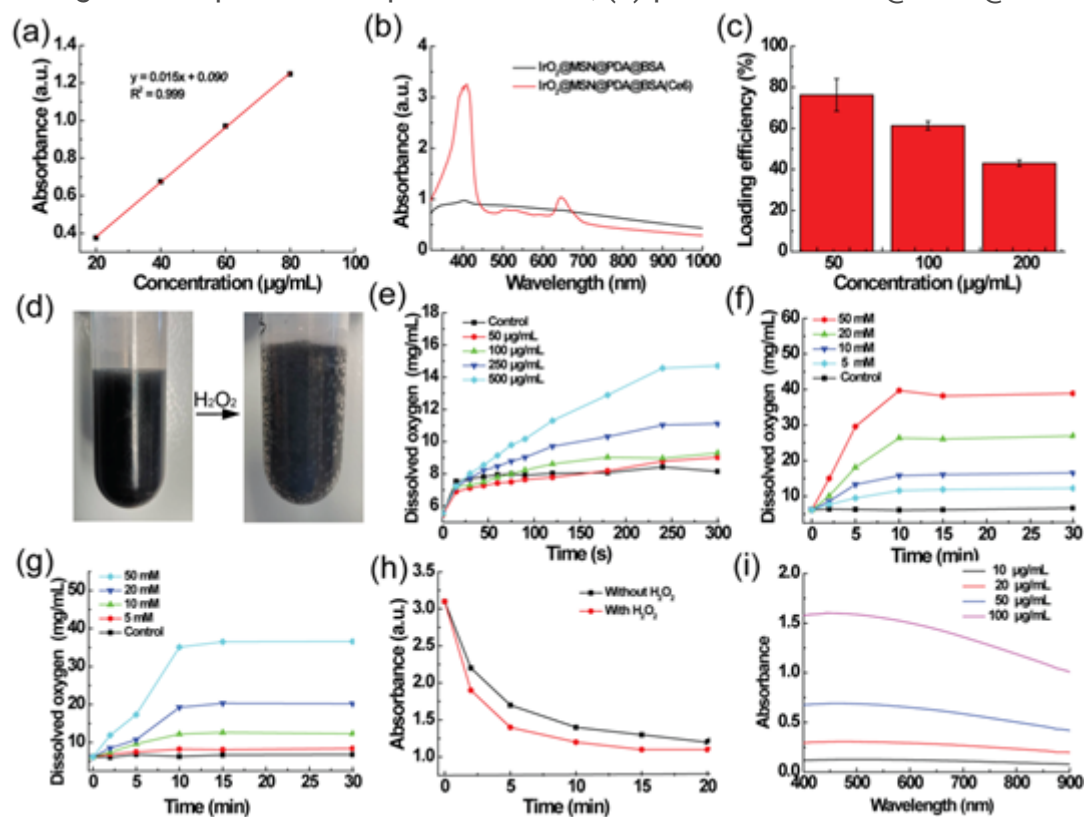 (a)
1.4
1.2
1.0
0.8
0.6
0.4
Absorbance (a.u.)
y = 0.015x + 0.090
R² = 0.999
20 40 60 80 100
Concentration (µg/mL)
(b)
4
3
2
1
0
Absorbance (a.u.)
IrO₂@MSN@PDA@BSA
IrO₂@MSN@PDA@BSA(Ce6)
400 500 600 700 800 900 1000
Wavelength (nm)
(c)
100
80
60
40
20
0
Loading efficiency (%)
50 100 200
Concentration (µg/mL)
(d)
H₂O₂
(e)
18
16
14
12
10
8
6
Dissolved oxygen (mg/mL)
Control
50 µg/mL
100 µg/mL
250 µg/mL
500 µg/mL
0 50 100 150 200 250 300
Time (s)
(f)
60
50
40
30
20
10
Dissolved oxygen (mg/mL)
50 mM
20 mM
10 mM
5 mM
Control
0 5 10 15 20 25 30
Time (min)
(g)
50
40
30
20
10
Dissolved oxygen (mg/mL)
50 mM
20 mM
10 mM
5 mM
Control
0 5 10 15 20 25 30
Time (min)
(h)
3.5
3.0
2.5
2.0
1.5
1.0
Absorbance (a.u.)
Without H₂O₂
With H₂O₂
0 5 10 15 20
Time (min)
(i)
2.0
1.5
1.0
0.5
0.0
Absorbance
10 µg/mL
20 µg/mL
50 µg/mL
100 µg/mL
400 500 600 700 800 900
Wavelength (nm)